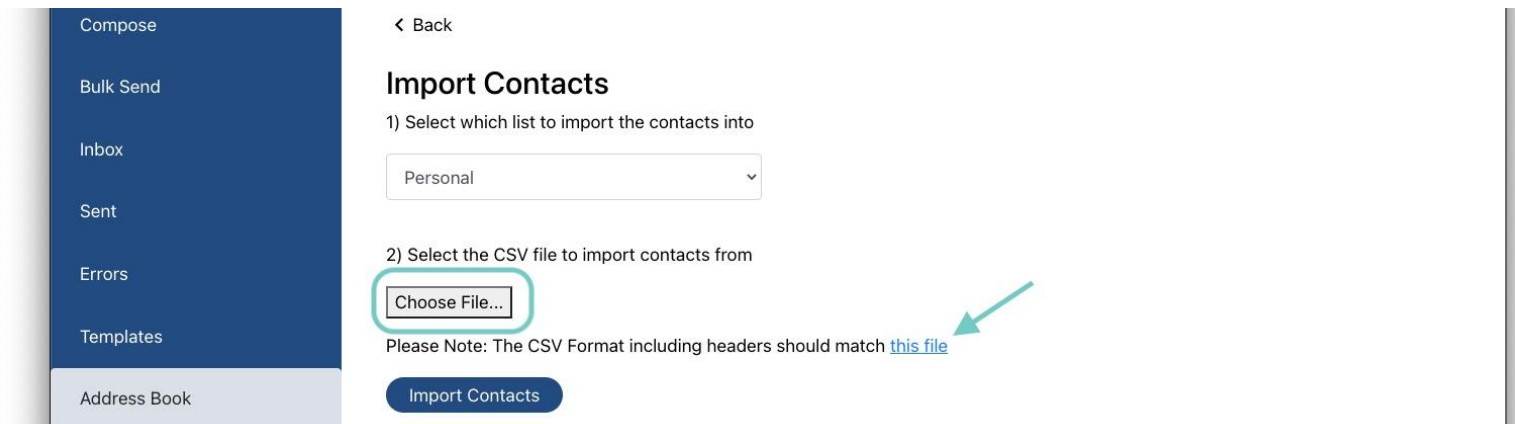 Compose
Bulk Send
Inbox
Sent
Errors
Templates
Address Book
Back
Import Contacts
1) Select which list to import the contacts into
Personal
2) Select the CSV file to import contacts from
Choose File...
Please Note: The CSV Format including headers should match this file
Import Contacts